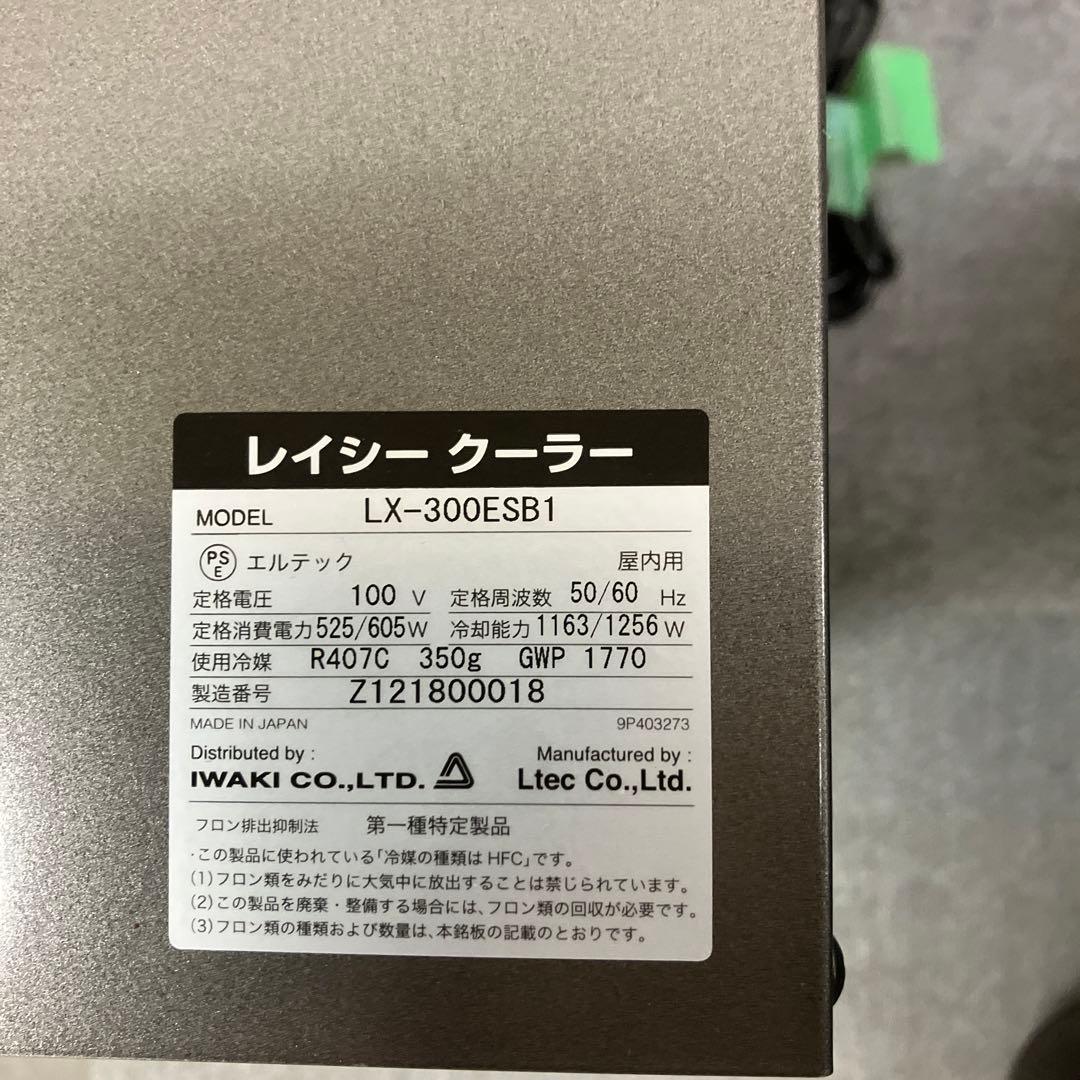 レイシー クーラー
MODEL LX-300ESB1
PSE エルテック 屋内用
定格電圧 100 V 定格周波数 50/60 Hz
定格消費電力 525/605W 冷却能力 1163/1256 W
使用冷媒 R407C 350g GWP 1770
製造番号 Z121800018
MADE IN JAPAN 9P403273
Distributed by : Manufactured by :
IWAKI CO.,LTD. Ltec Co.,Ltd.
フロン排出抑制法 第一種特定製品
・この製品に使われている「冷媒の種類は HFC」です。
(1)フロン類をみだりに大気中に放出することは禁じられています。
(2)この製品を廃棄・整備する場合には、フロン類の回収が必要です。
(3)フロン類の種類および数量は、本銘板の記載のとおりです。